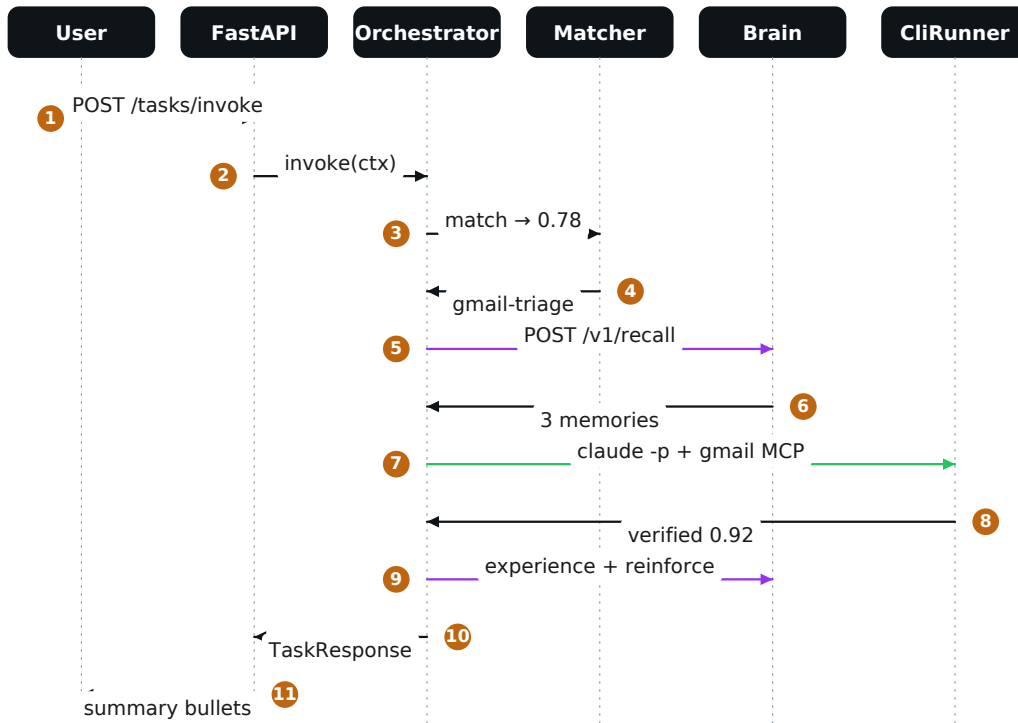 User
FastAPI
Orchestrator
Matcher
Brain
CliRunner
1
POST /tasks/invoke
2
invoke(ctx)
3
match → 0.78
4
gmail-triage
5
POST /v1/recall
6
3 memories
7
claude -p + gmail MCP
8
verified 0.92
9
experience + reinforce
10
TaskResponse
11
summary bullets